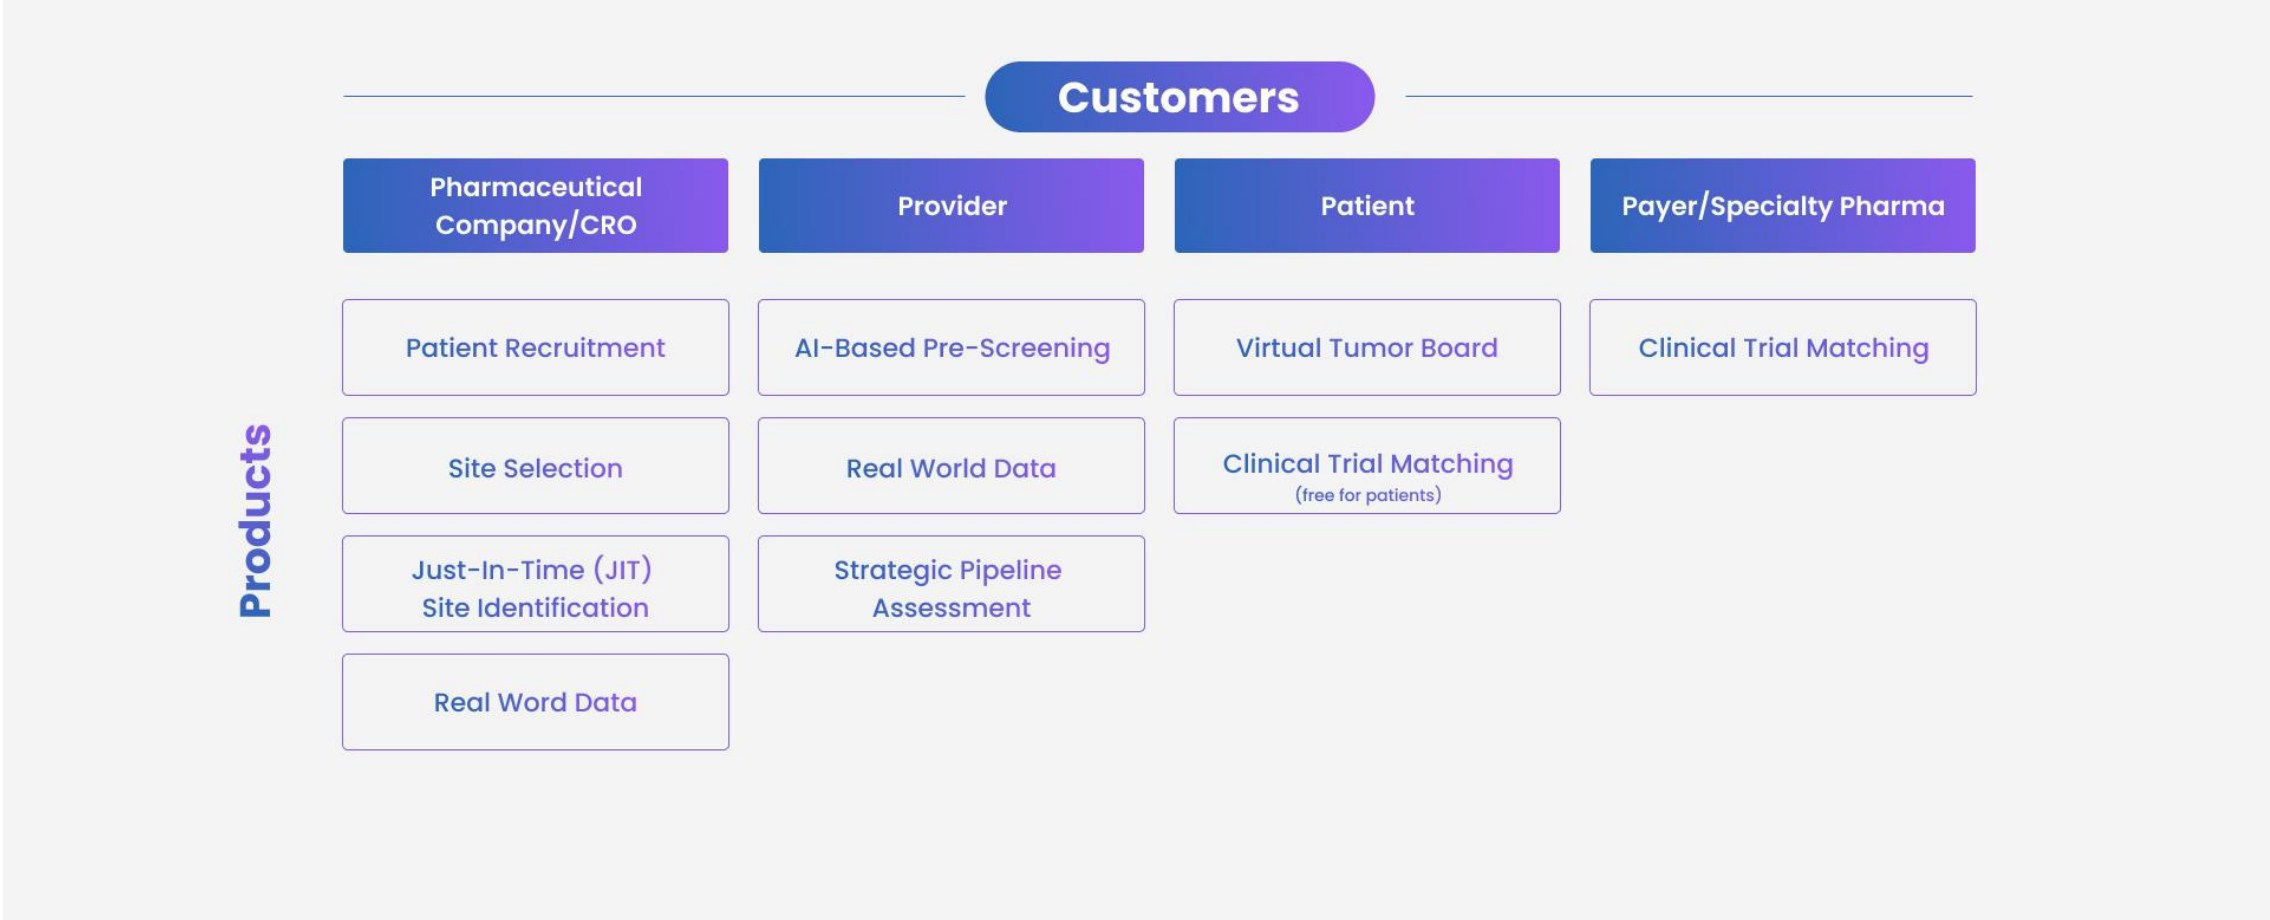 Customers
Pharmaceutical
Company/CRO
Provider
Patient
Payer/Specialty Pharma
Products
Patient Recruitment
AI-Based Pre-Screening
Virtual Tumor Board
Clinical Trial Matching
Site Selection
Real World Data
Clinical Trial Matching
(free for patients)
Just-In-Time (JIT)
Site Identification
Strategic Pipeline
Assessment
Real Word Data